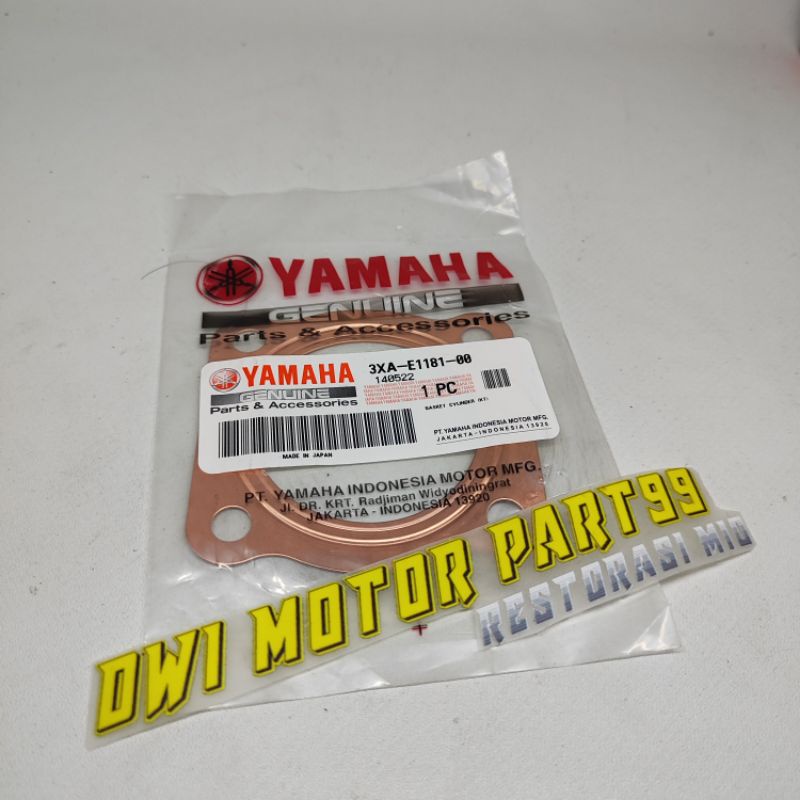 YAMAHA
GENUINE
Parts & Accessories
YAMAHA
GENUINE
Parts & Accessories
3XA-E1181-00
140522
1 PC
GASKET CYLINDER (KT)
MADE IN JAPAN
PT. YAMAHA INDONESIA MOTOR MFG.
JAKARTA - INDONESIA 13920
PT. YAMAHA INDONESIA MOTOR MFG.
Jl. DR. KRT. Radjiman Widyodiningrat
JAKARTA - INDONESIA 13920
DWI MOTOR PART99
RESTORASI MIO